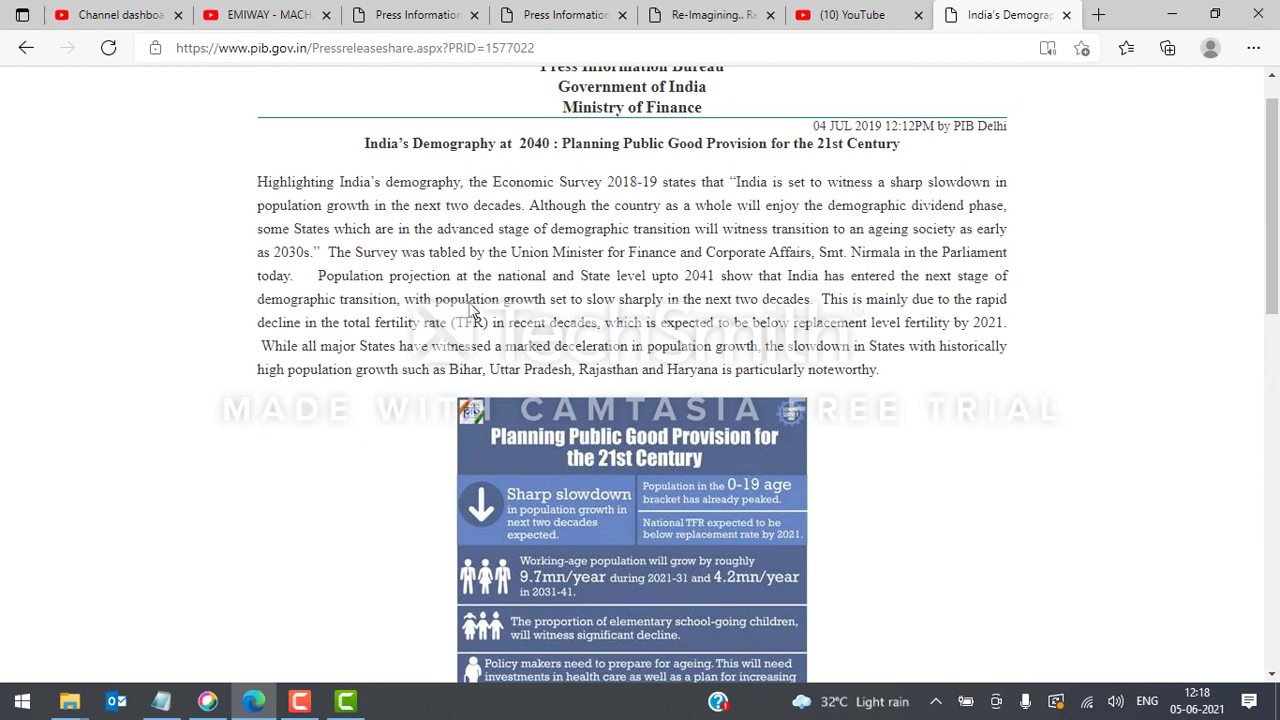 Channel dashboa
EMIWAY - MACH
Press Information
Press Information
Re-Imagining.. Re
(10) YouTube
India's Demograp
https://www.pib.gov.in/Pressreleaseshare.aspx?PRID=1577022
Press Information Bureau
Government of India
Ministry of Finance
04 JUL 2019 12:12PM by PIB Delhi
India's Demography at 2040 : Planning Public Good Provision for the 21st Century
Highlighting India's demography, the Economic Survey 2018-19 states that “India is set to witness a sharp slowdown in
population growth in the next two decades. Although the country as a whole will enjoy the demographic dividend phase,
some States which are in the advanced stage of demographic transition will witness transition to an ageing society as early
as 2030s.” The Survey was tabled by the Union Minister for Finance and Corporate Affairs, Smt. Nirmala in the Parliament
today. Population projection at the national and State level upto 2041 show that India has entered the next stage of
demographic transition, with population growth set to slow sharply in the next two decades. This is mainly due to the rapid
decline in the total fertility rate (TFR) in recent decades, which is expected to be below replacement level fertility by 2021.
While all major States have witnessed a marked deceleration in population growth, the slowdown in States with historically
high population growth such as Bihar, Uttar Pradesh, Rajasthan and Haryana is particularly noteworthy.
TechSmith
MADE WITH CAMTASIA FREE TRIAL
Planning Public Good Provision for
the 21st Century
Sharp slowdown
in population growth in
next two decades
expected.
Population in the 0-19 age
bracket has already peaked.
National TFR expected to be
below replacement rate by 2021.
Working-age population will grow by roughly
9.7mn/year during 2021-31 and 4.2mn/year
in 2031-41.
The proportion of elementary school-going children,
will witness significant decline.
Policy makers need to prepare for ageing. This will need
investments in health care as well as a plan for increasing
32°C Light rain
ENG
12:18
05-06-2021